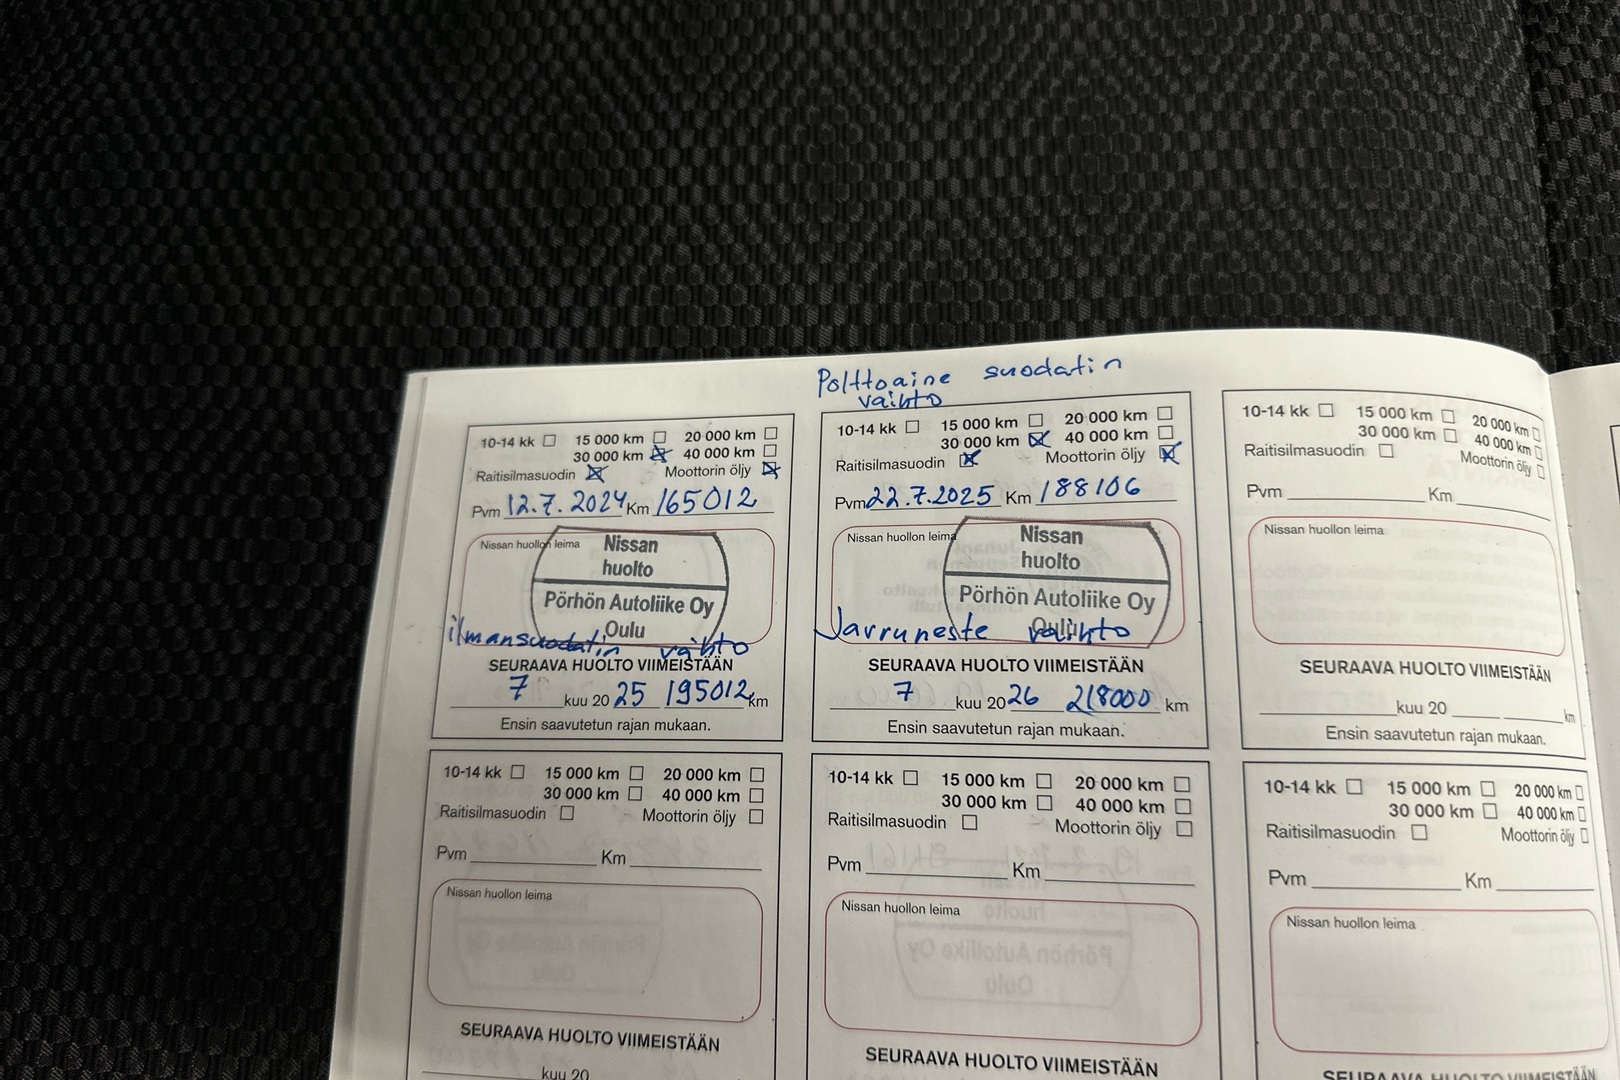 Polttoaine suodatin
vaihto
10-14 kk 15 000 km 20 000 km
30 000 km 40 000 km
Raitisilmasuodin Moottorin öljy
Pvm 12.7.2024 Km 165012
Nissan huollon leima
Nissan
huolto
Pörhön Autoliike Oy
Oulu
ilmansuodatin vaihto
SEURAAVA HUOLTO VIIMEISTÄÄN
7 kuu 20 25 195012 km
Ensin saavutetun rajan mukaan.
10-14 kk 15 000 km 20 000 km
30 000 km 40 000 km
Raitisilmasuodin Moottorin öljy
Pvm 22.7.2025 Km 188106
Nissan huollon leima
Nissan
huolto
Pörhön Autoliike Oy
Oulu
Jarruneste vaihto
SEURAAVA HUOLTO VIIMEISTÄÄN
7 kuu 20 26 218000 km
Ensin saavutetun rajan mukaan.
10-14 kk 15 000 km 20 000 km
30 000 km 40 000 km
Raitisilmasuodin Moottorin öljy
Pvm Km
Nissan huollon leima
SEURAAVA HUOLTO VIIMEISTÄÄN
kuu 20 km
Ensin saavutetun rajan mukaan.
10-14 kk 15 000 km 20 000 km
30 000 km 40 000 km
Raitisilmasuodin Moottorin öljy
Pvm Km
Nissan huollon leima
SEURAAVA HUOLTO VIIMEISTÄÄN
kuu 20
10-14 kk 15 000 km 20 000 km
30 000 km 40 000 km
Raitisilmasuodin Moottorin öljy
Pvm Km
Nissan huollon leima
SEURAAVA HUOLTO VIIMEISTÄÄN
10-14 kk 15 000 km 20 000 km
30 000 km 40 000 km
Raitisilmasuodin Moottorin öljy
Pvm Km
Nissan huollon leima
SEURAAVA HUOLTO VIIMEISTÄÄN